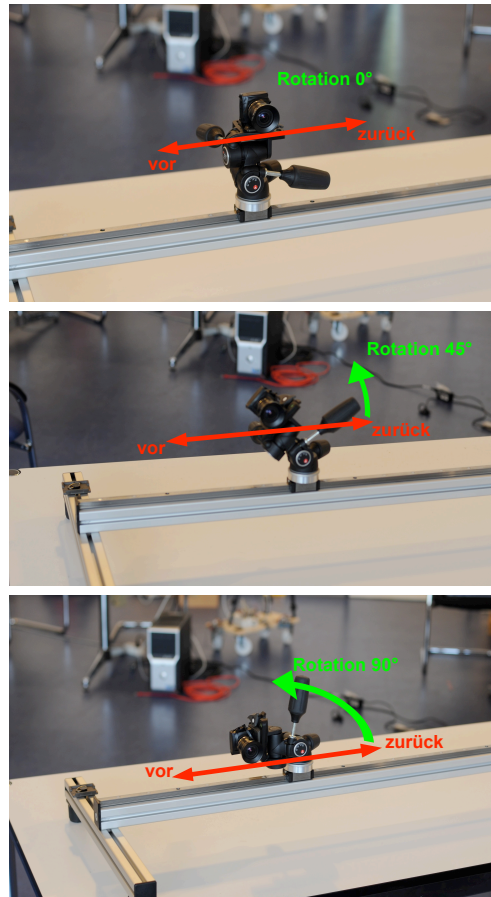 Rotation 0°
zurück
vor
Rotation 45°
zurück
vor
Rotation 90°
zurück
vor